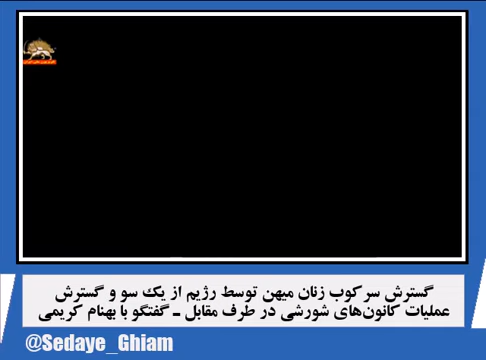 گسترش سرکوب زنان میهن توسط رژیم از یک سو و گسترش
عملیات کانون‌های شورشی در طرف مقابل ـ گفتگو با بهنام کریمی
@Sedaye_Ghiam